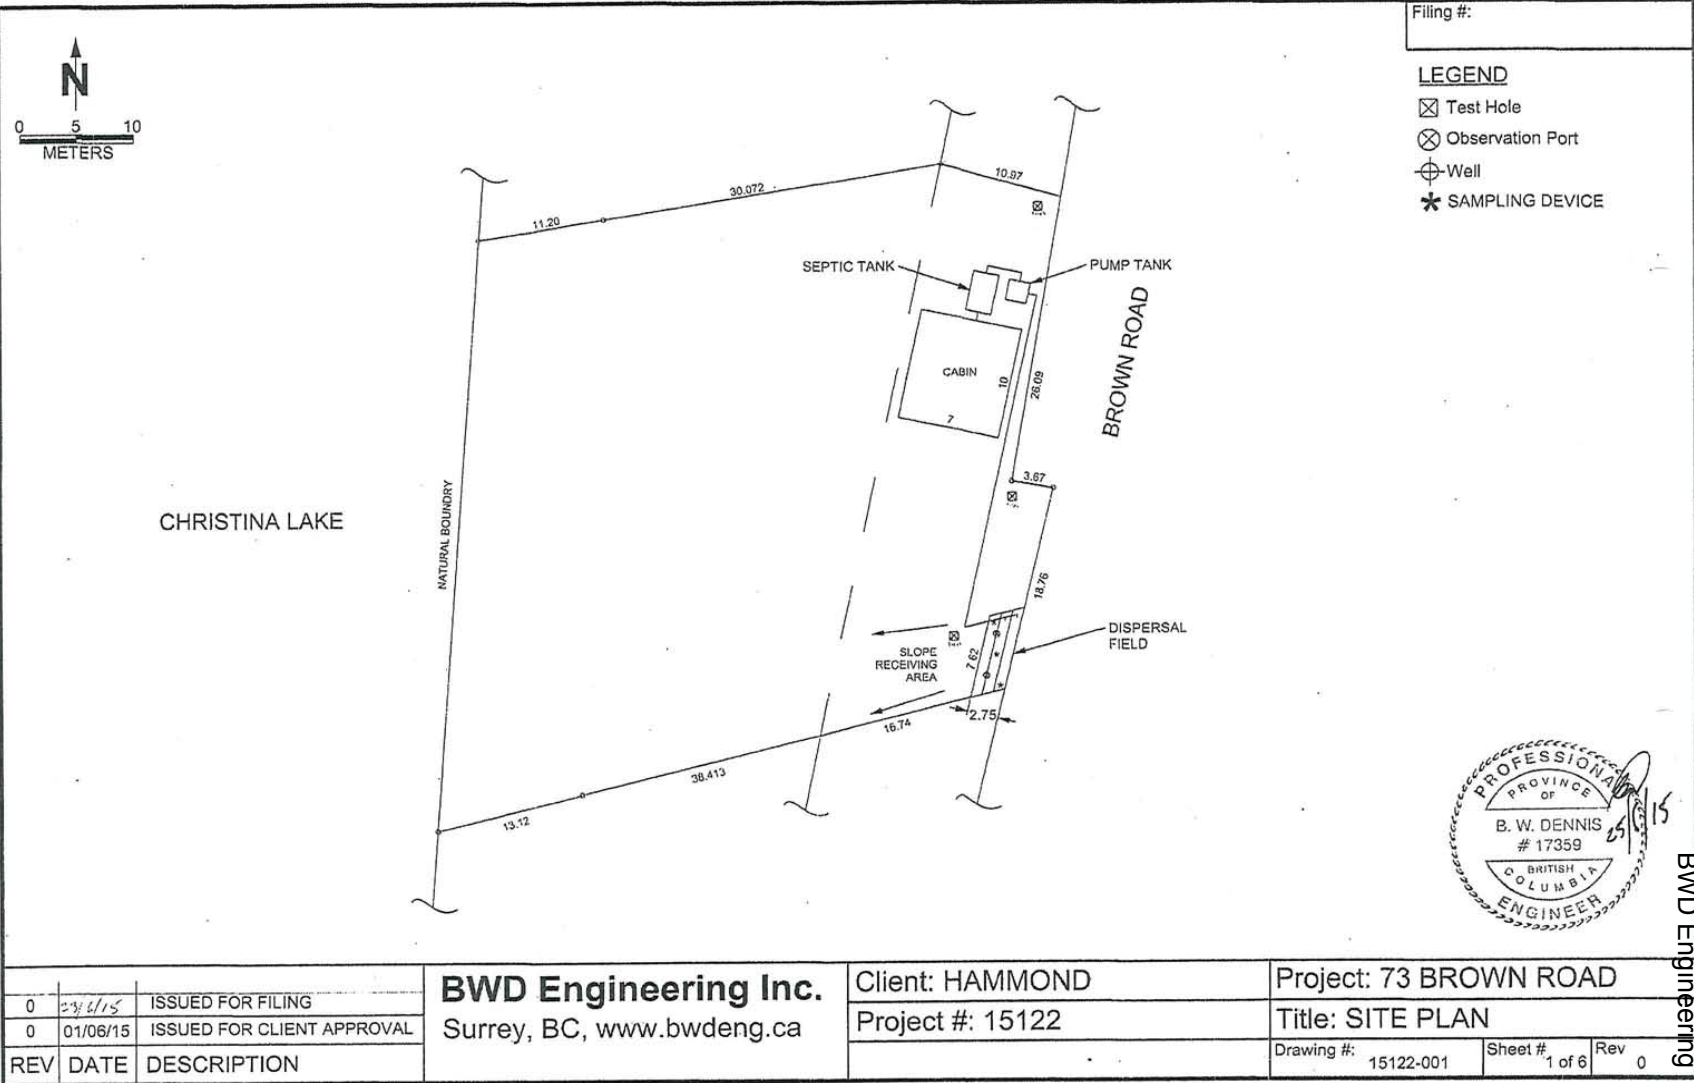 Filing #:
N
0 5 10
METERS
LEGEND
Test Hole
Observation Port
Well
SAMPLING DEVICE
10.97
30.072
11.20
SEPTIC TANK
PUMP TANK
BROWN ROAD
CABIN
10
26.09
7
3.67
CHRISTINA LAKE
NATURAL BOUNDRY
18.76
DISPERSAL
FIELD
SLOPE
RECEIVING
AREA
7.62
2.75
16.74
38.413
13.12
PROFESSIONAL
PROVINCE
OF
B. W. DENNIS
# 17359
BRITISH
COLUMBIA
ENGINEER
BWD Engineering
0 23/6/15 ISSUED FOR FILING
0 01/06/15 ISSUED FOR CLIENT APPROVAL
REV DATE DESCRIPTION
BWD Engineering Inc.
Surrey, BC, www.bwdeng.ca
Client: HAMMOND
Project #: 15122
Project: 73 BROWN ROAD
Title: SITE PLAN
Drawing #: 15122-001
Sheet # 1 of 6
Rev 0